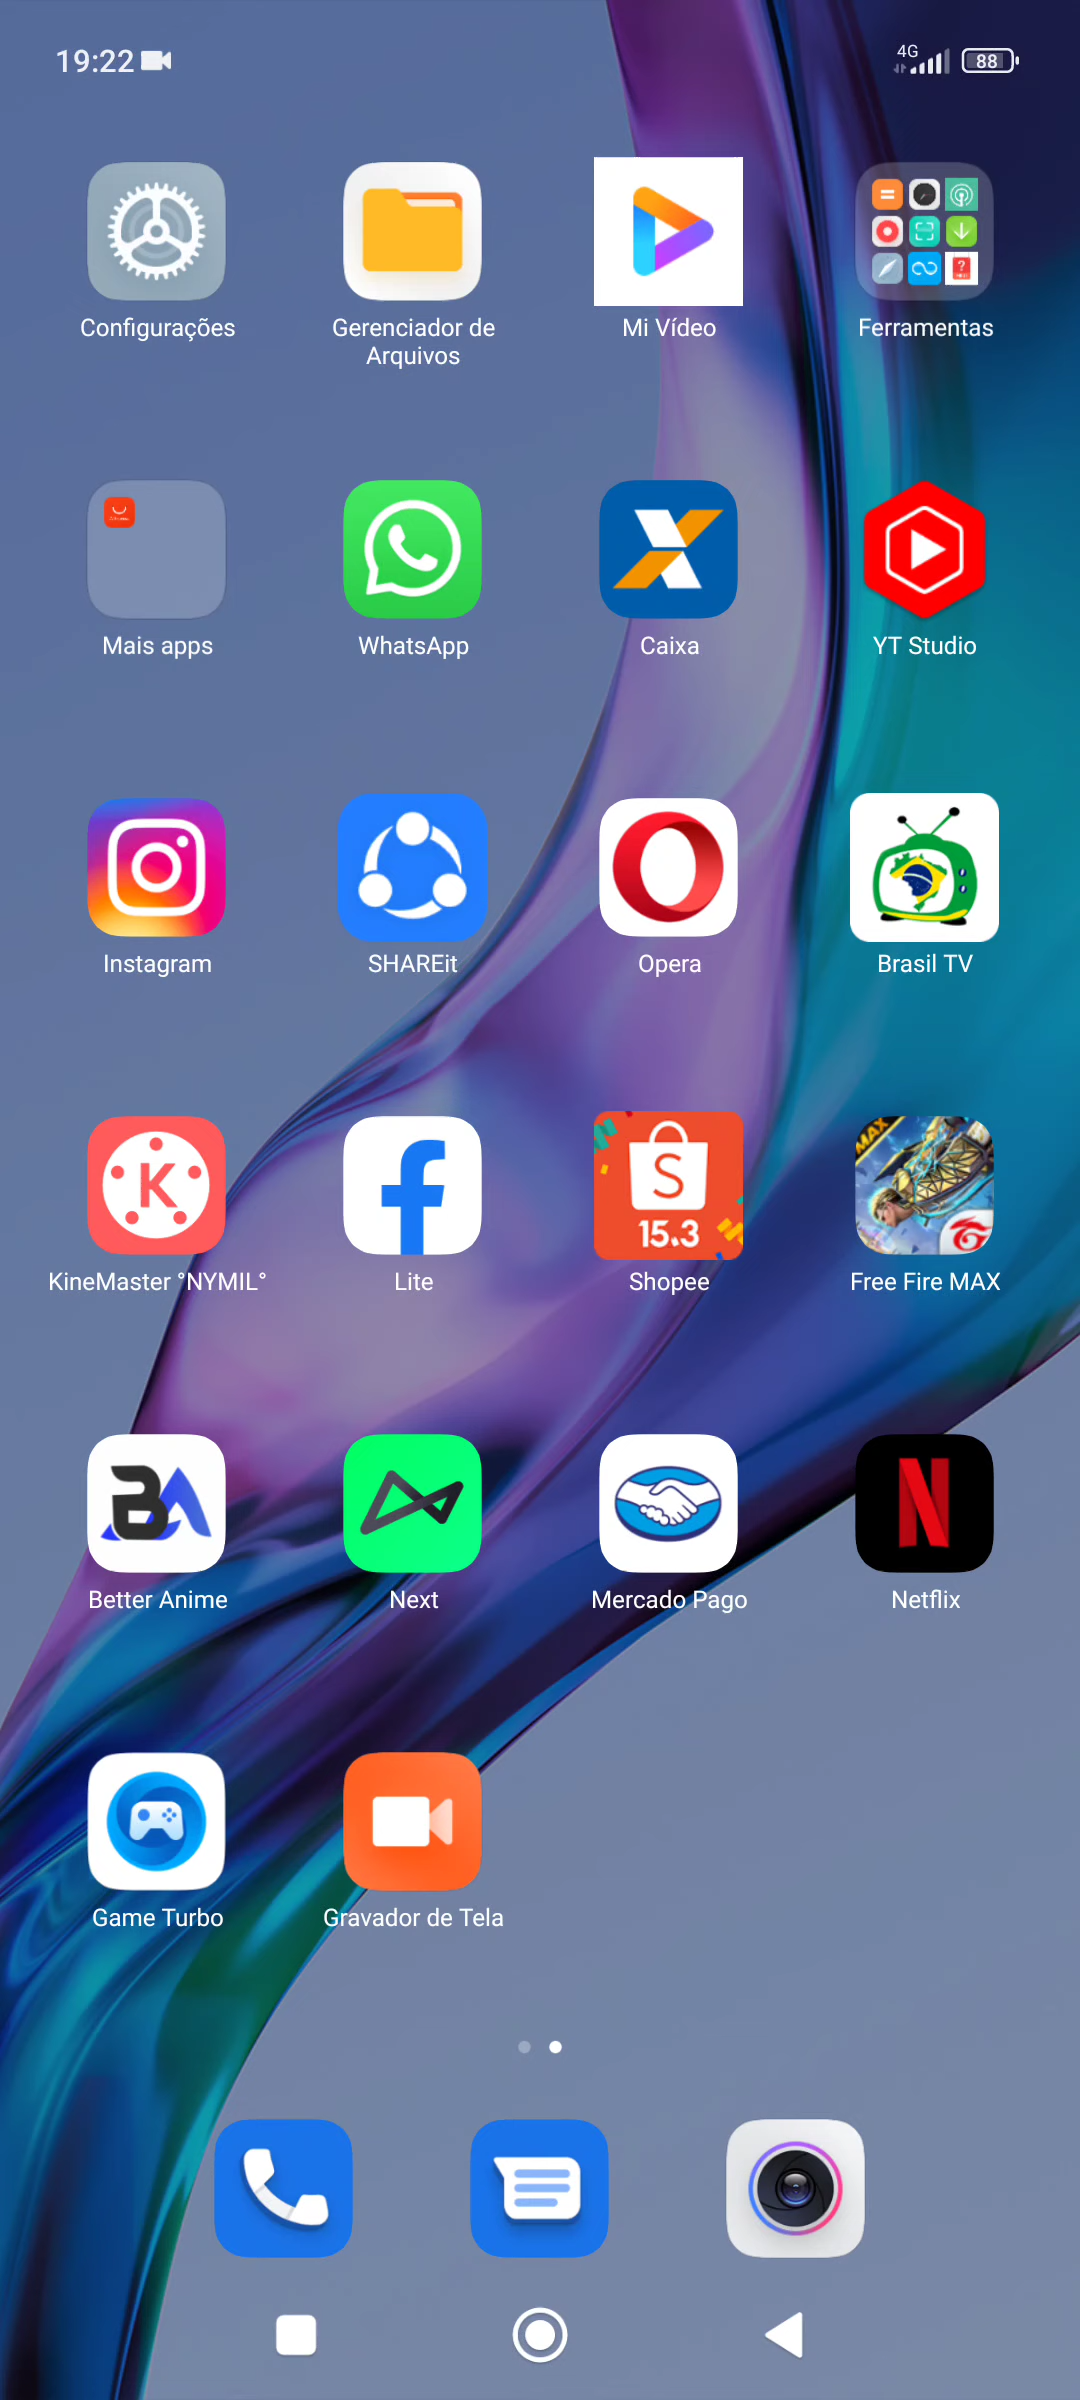 19:22
4G
88
Configurações
Gerenciador de
Arquivos
Mi Vídeo
Ferramentas
Mais apps
WhatsApp
Caixa
YT Studio
Instagram
SHAREit
Opera
Brasil TV
K
MAX
S
15.3
KineMaster °NYMIL°
Lite
Shopee
Free Fire MAX
BA
N
Better Anime
Next
Mercado Pago
Netflix
Game Turbo
Gravador de Tela